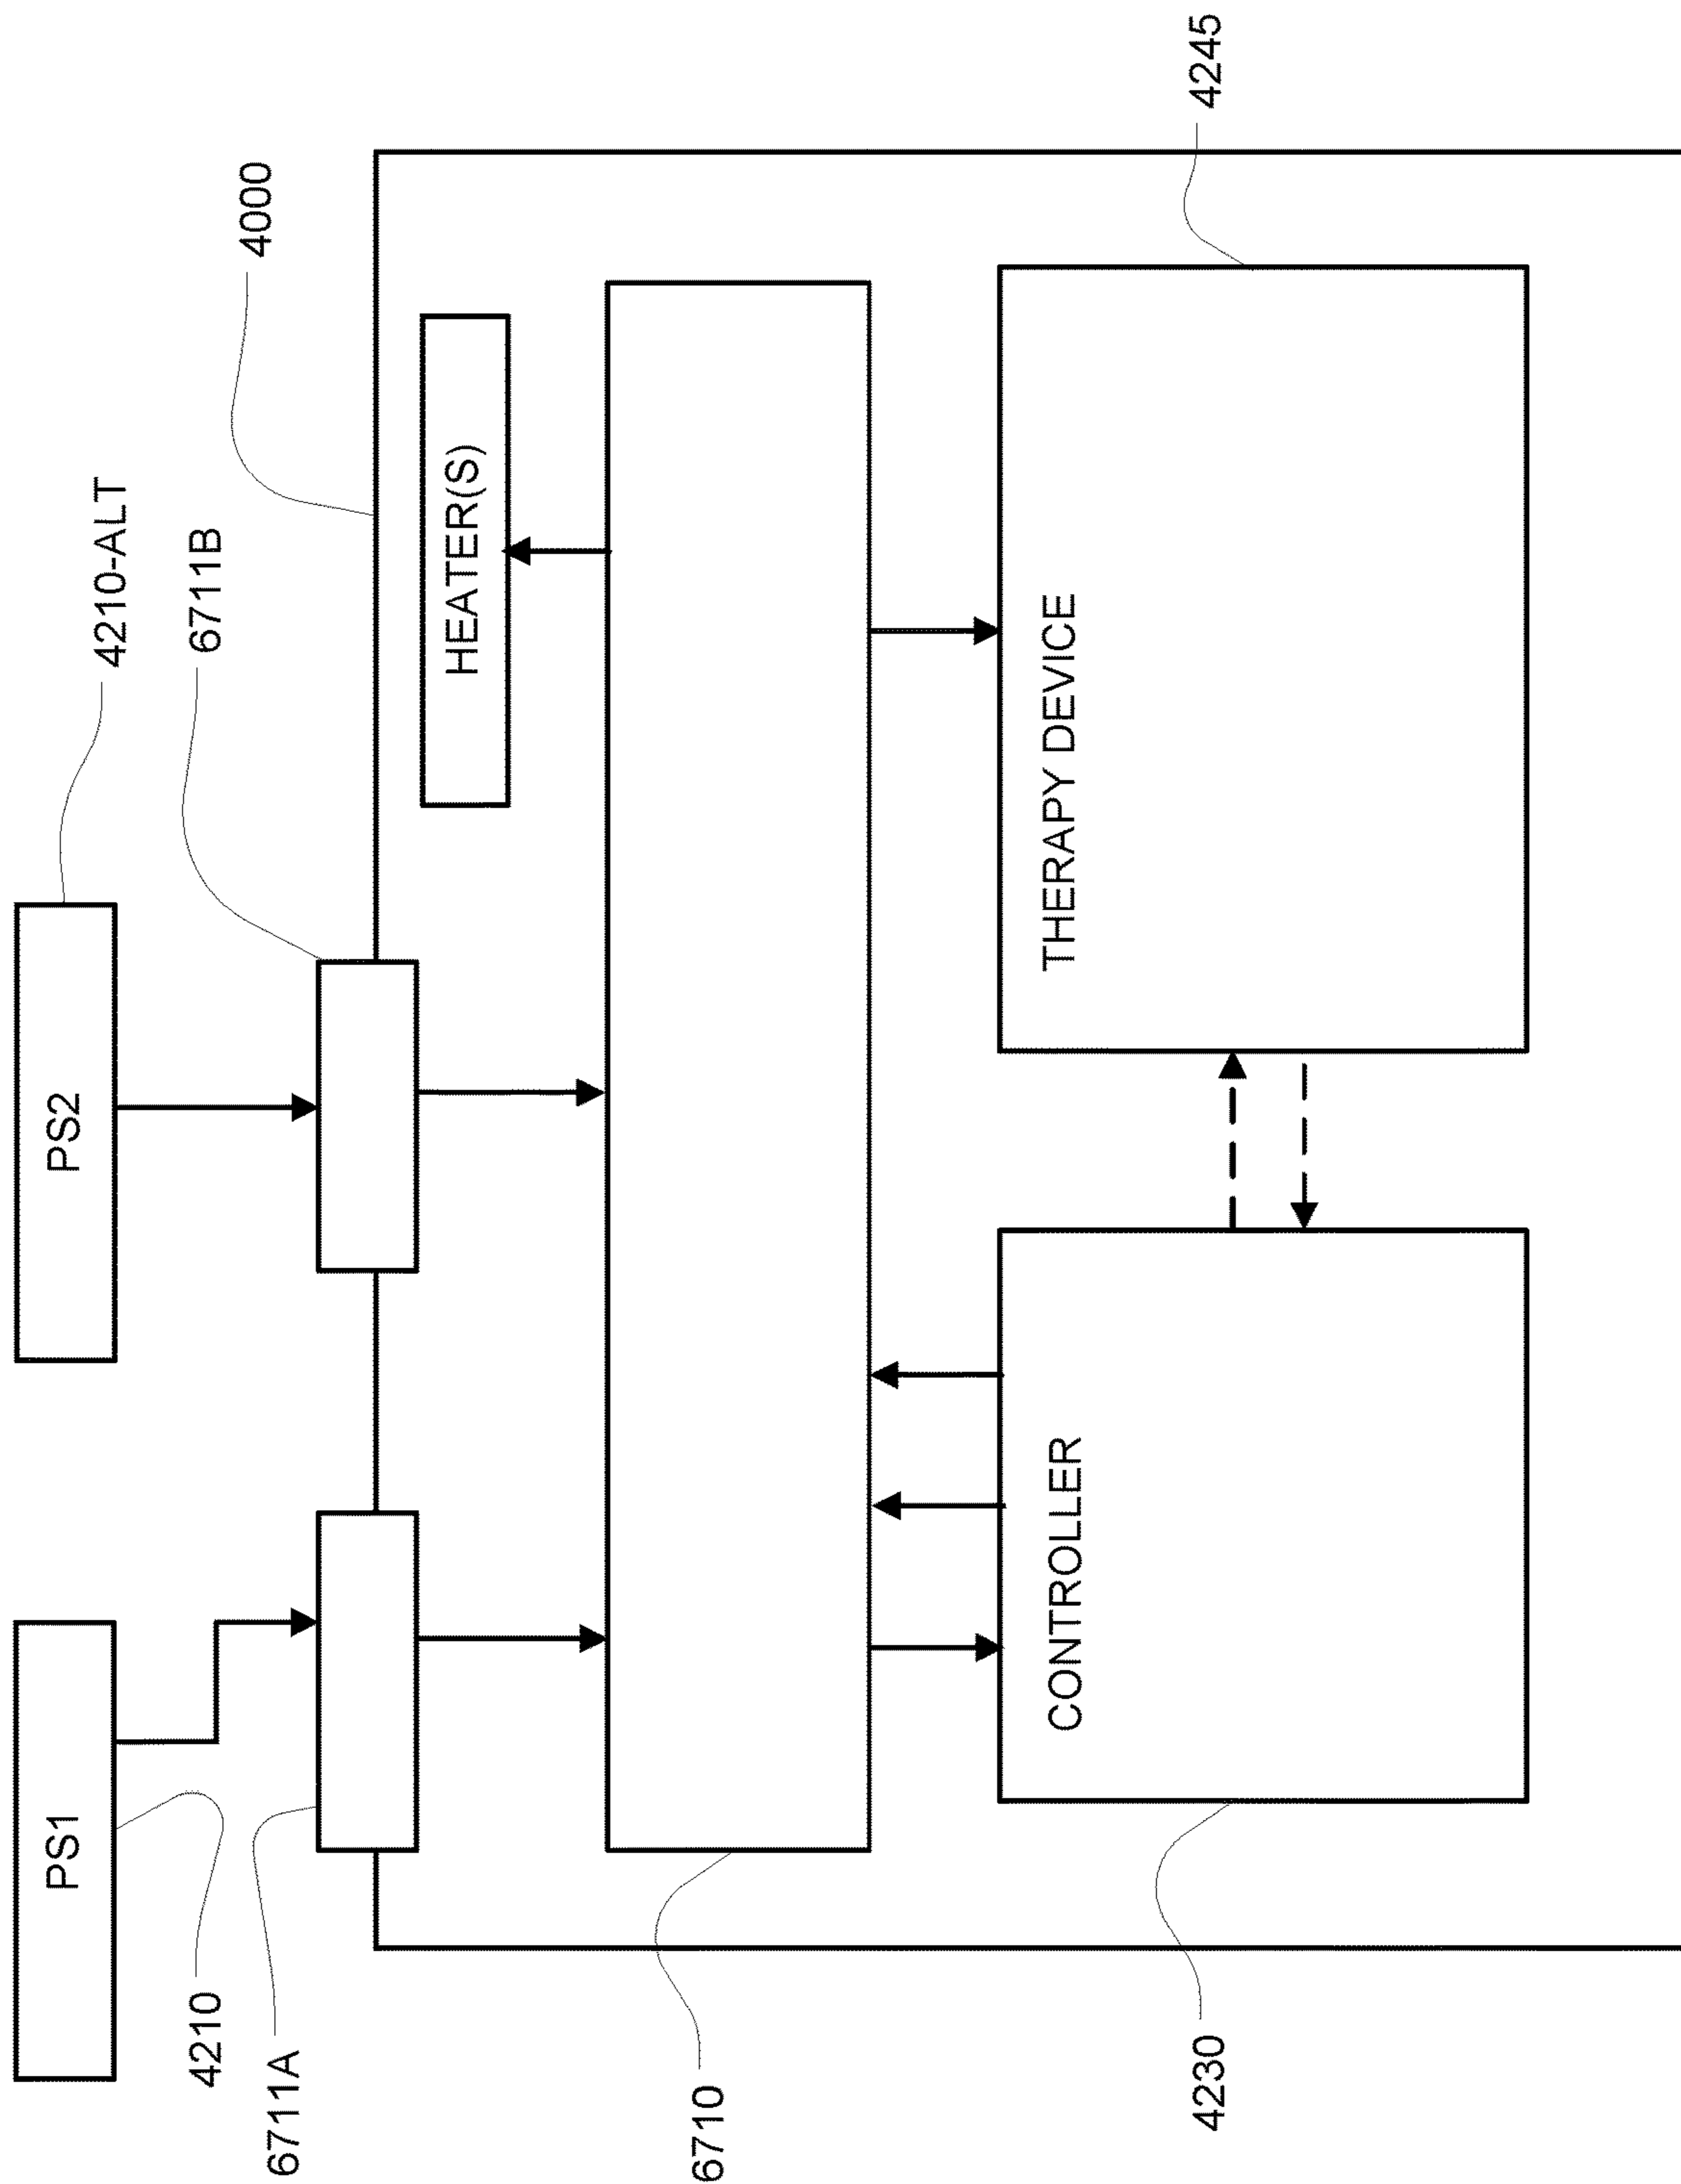 PS1
PS2
4210
4210-ALT
6711A
6711B
4000
HEATER(S)
6710
CONTROLLER
THERAPY DEVICE
4230
4245